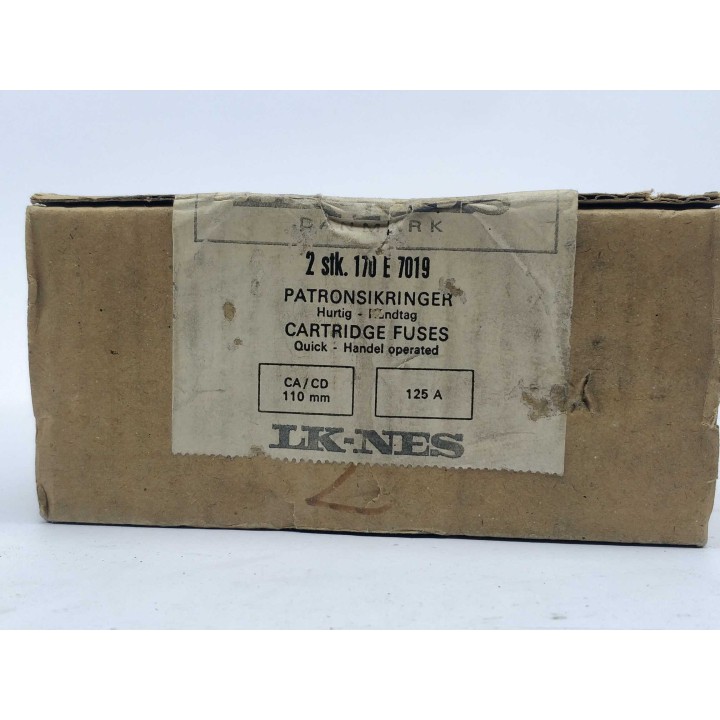 DANMARK
2 stk. 170 E 7019
PATRONSIKRINGER
Hurtig - Håndtag
CARTRIDGE FUSES
Quick - Handel operated
CA/CD
110 mm
125 A
LK-NES